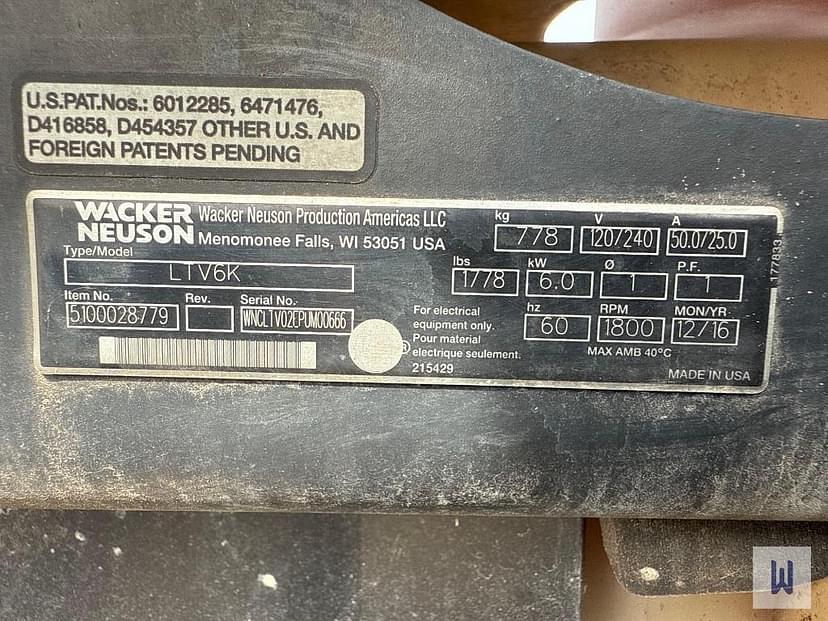 U.S.PAT.Nos.: 6012285, 6471476,
D416858, D454357 OTHER U.S. AND
FOREIGN PATENTS PENDING
WACKER NEUSON
Wacker Neuson Production Americas LLC
Menomonee Falls, WI 53051 USA
Type/Model
LTV6K
Item No. Rev. Serial No.
5100028779 WNCLTV02EPUM00666
kg V A
778 120/240 50.0/25.0
lbs kW Ø P.F.
1778 6.0 1 1
hz RPM MON/YR
60 1800 12/16
MAX AMB 40°C
For electrical
equipment only.
Pour material
electrique seulement.
215429
MADE IN USA
177833
®
W